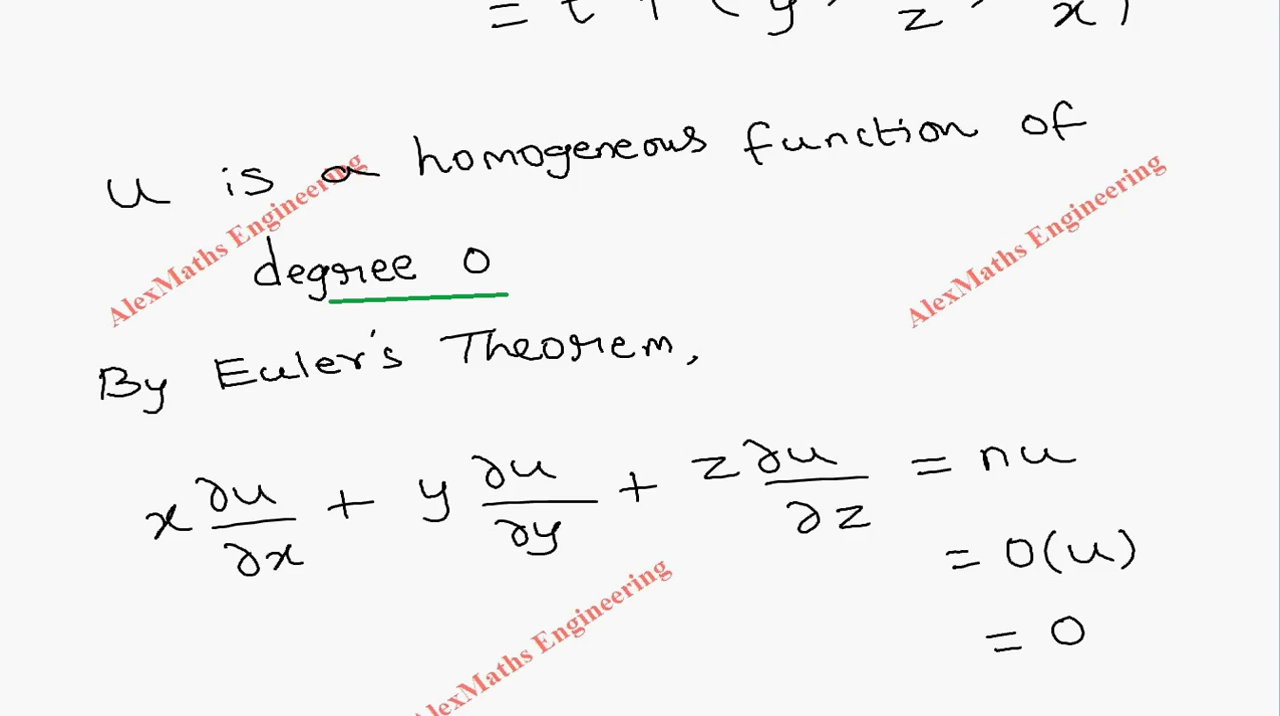 u is a homogeneous function of
degree 0
By Euler's Theorem,
x ∂u/∂x + y ∂u/∂y + z ∂u/∂z = nu
= 0(u)
= 0
AlexMaths Engineering
AlexMaths Engineering
AlexMaths Engineering